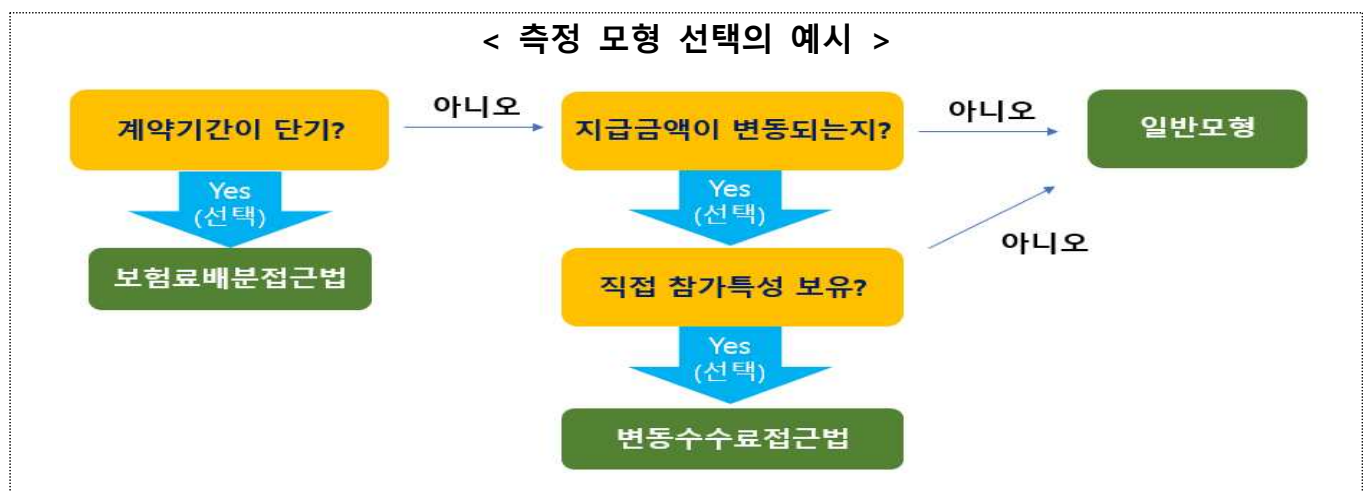 < 측정 모형 선택의 예시 >
계약기간이 단기?
아니오
지급금액이 변동되는지?
아니오
일반모형
Yes
(선택)
Yes
(선택)
아니오
보험료배분접근법
직접 참가특성 보유?
Yes
(선택)
변동수수료접근법